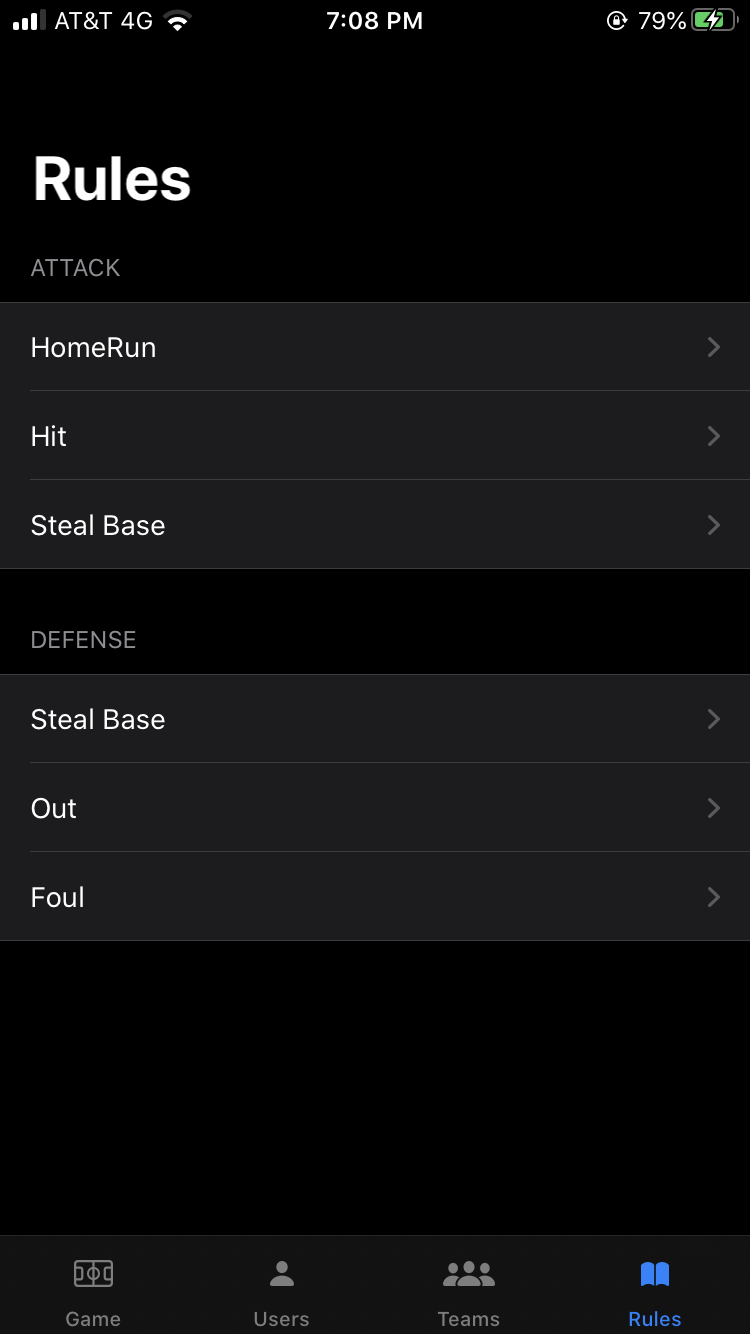 AT&T 4G 7:08 PM 79%
Rules
ATTACK
HomeRun
Hit
Steal Base
DEFENSE
Steal Base
Out
Foul
Game Users Teams Rules